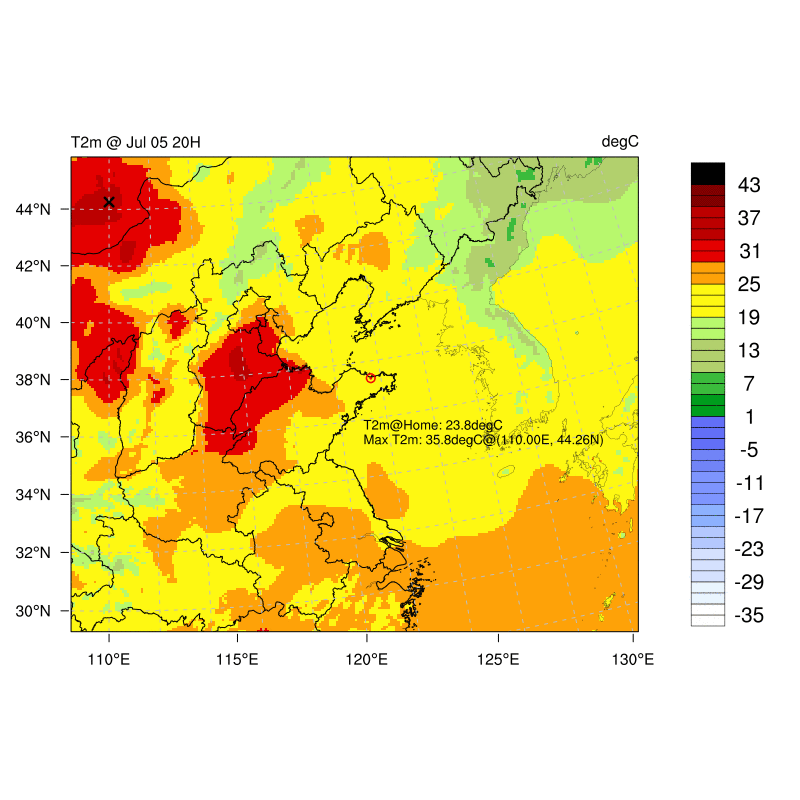 T2m @ Jul 05 20H
degC
44°N
42°N
40°N
38°N
36°N
34°N
32°N
30°N
T2m@Home: 23.8degC
Max T2m: 35.8degC@(110.00E, 44.26N)
110°E
115°E
120°E
125°E
130°E
43
37
31
25
19
13
7
1
-5
-11
-17
-23
-29
-35